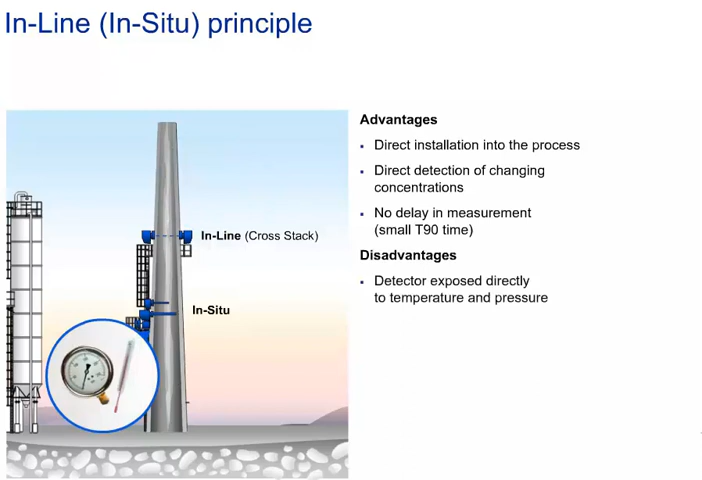 In-Line (In-Situ) principle
Advantages
▪ Direct installation into the process
▪ Direct detection of changing
concentrations
▪ No delay in measurement
(small T90 time)
Disadvantages
▪ Detector exposed directly
to temperature and pressure
In-Line (Cross Stack)
In-Situ